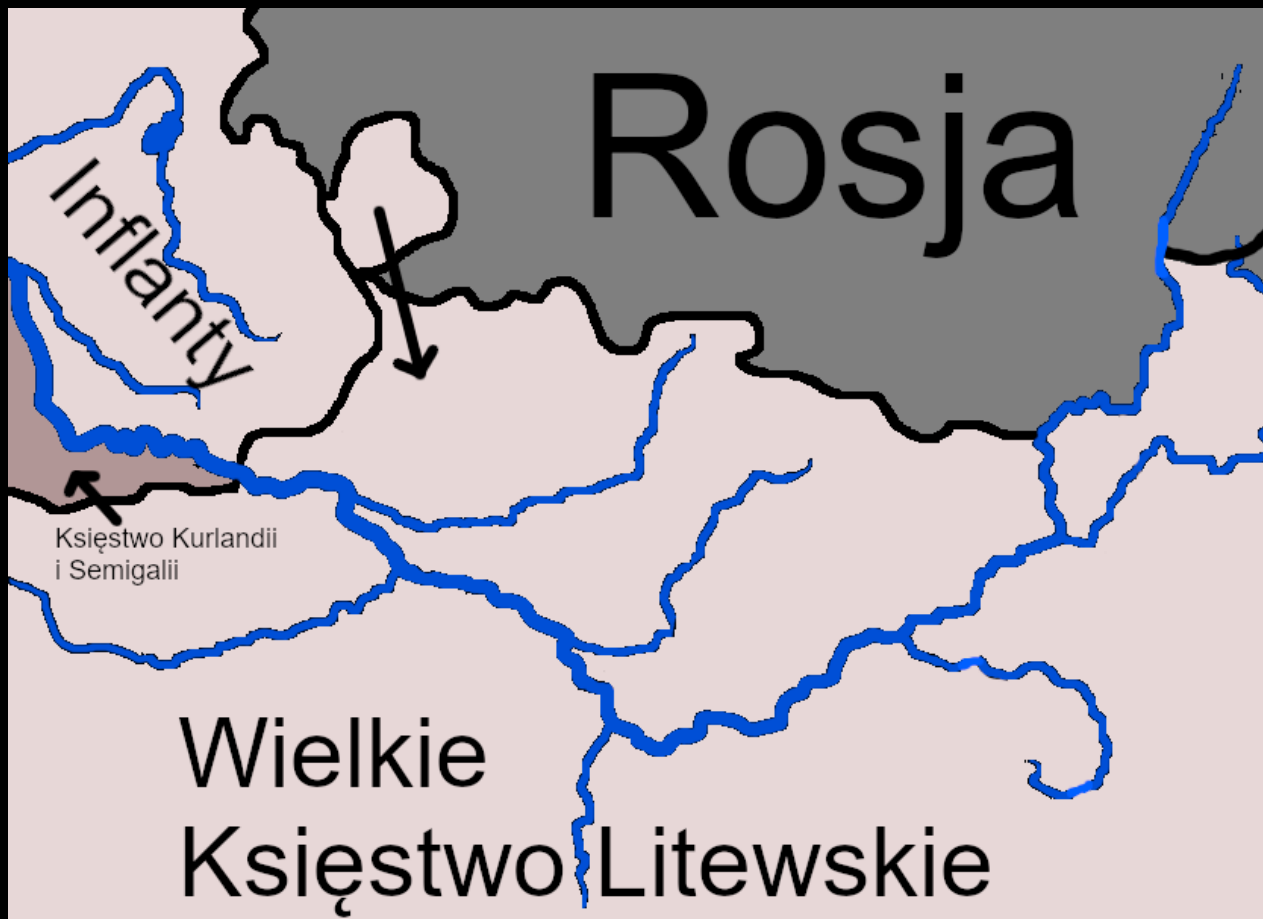 Rosja
Inflanty
Księstwo Kurlandii
i Semigalii
Wielkie
Księstwo Litewskie